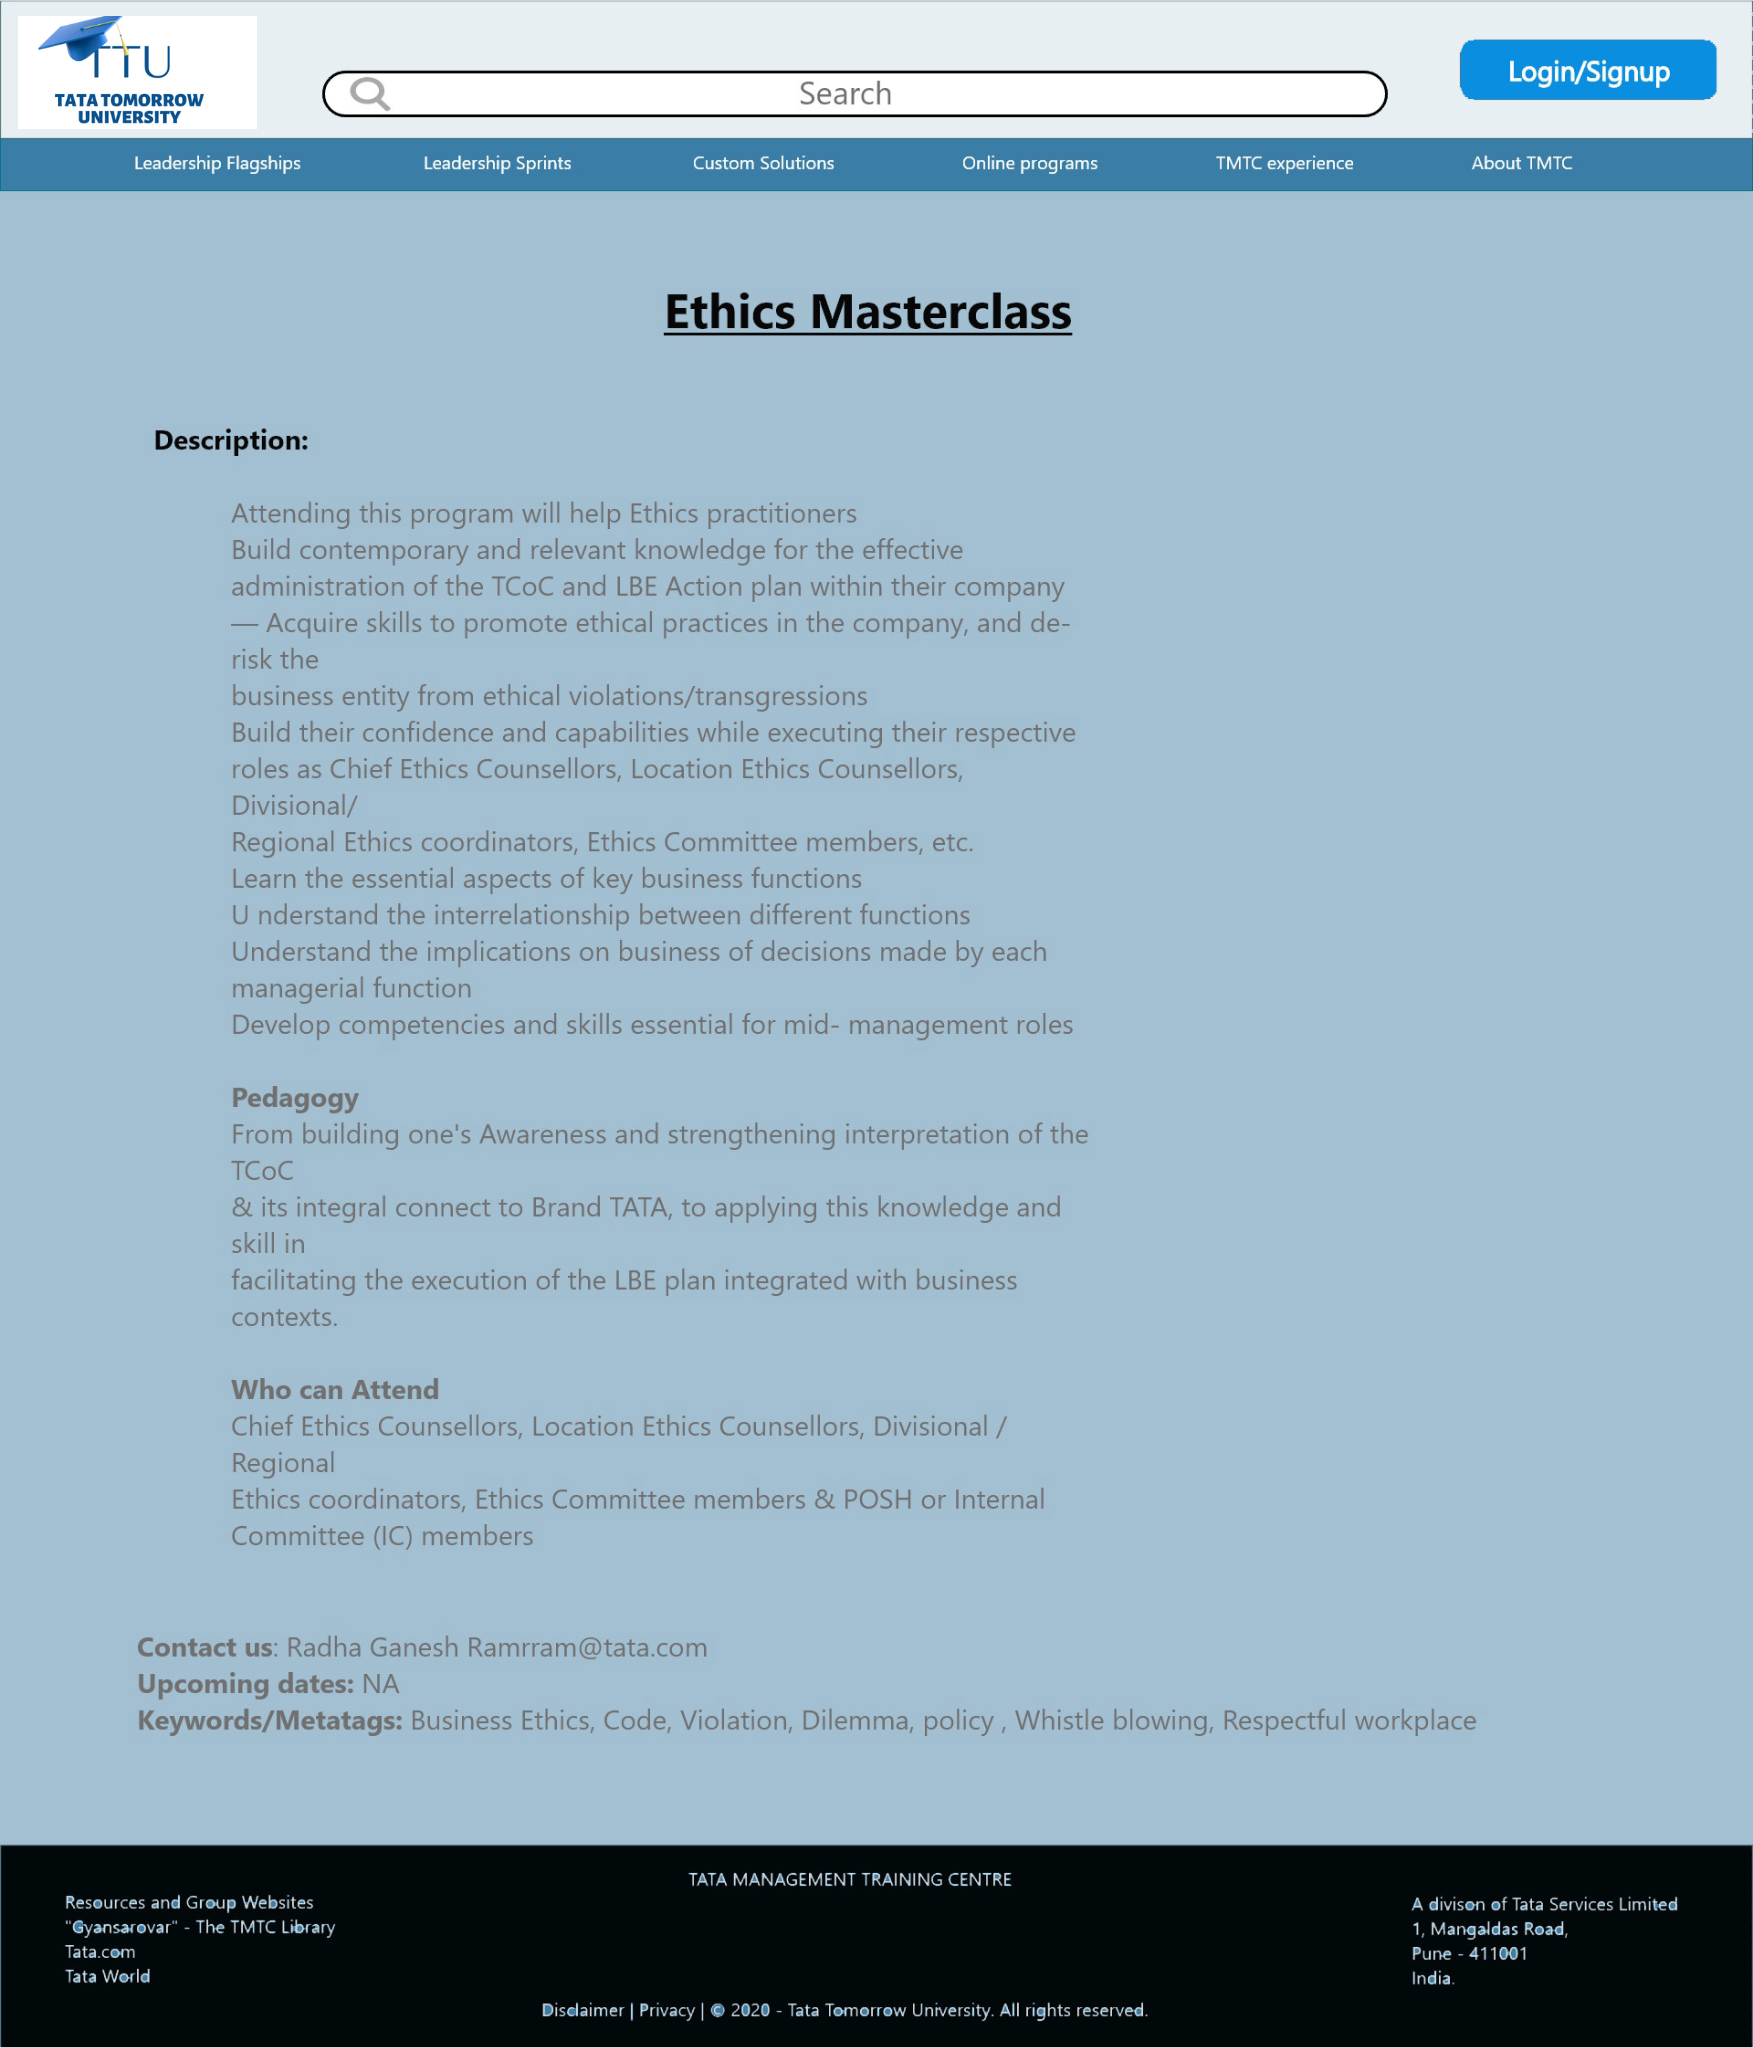 TTU
TATA TOMORROW
UNIVERSITY
Search
Login/Signup
Leadership Flagships
Leadership Sprints
Custom Solutions
Online programs
TMTC experience
About TMTC
Ethics Masterclass
Description:
Attending this program will help Ethics practitioners
Build contemporary and relevant knowledge for the effective
administration of the TCoC and LBE Action plan within their company
— Acquire skills to promote ethical practices in the company, and de-
risk the
business entity from ethical violations/transgressions
Build their confidence and capabilities while executing their respective
roles as Chief Ethics Counsellors, Location Ethics Counsellors,
Divisional/
Regional Ethics coordinators, Ethics Committee members, etc.
Learn the essential aspects of key business functions
U nderstand the interrelationship between different functions
Understand the implications on business of decisions made by each
managerial function
Develop competencies and skills essential for mid- management roles
Pedagogy
From building one's Awareness and strengthening interpretation of the
TCoC
& its integral connect to Brand TATA, to applying this knowledge and
skill in
facilitating the execution of the LBE plan integrated with business
contexts.
Who can Attend
Chief Ethics Counsellors, Location Ethics Counsellors, Divisional /
Regional
Ethics coordinators, Ethics Committee members & POSH or Internal
Committee (IC) members
Contact us: Radha Ganesh Ramrram@tata.com
Upcoming dates: NA
Keywords/Metatags: Business Ethics, Code, Violation, Dilemma, policy , Whistle blowing, Respectful workplace
TATA MANAGEMENT TRAINING CENTRE
Resources and Group Websites
"Gyansarovar" - The TMTC Library
Tata.com
Tata World
A divison of Tata Services Limited
1, Mangaldas Road,
Pune - 411001
India.
Disclaimer | Privacy | © 2020 - Tata Tomorrow University. All rights reserved.